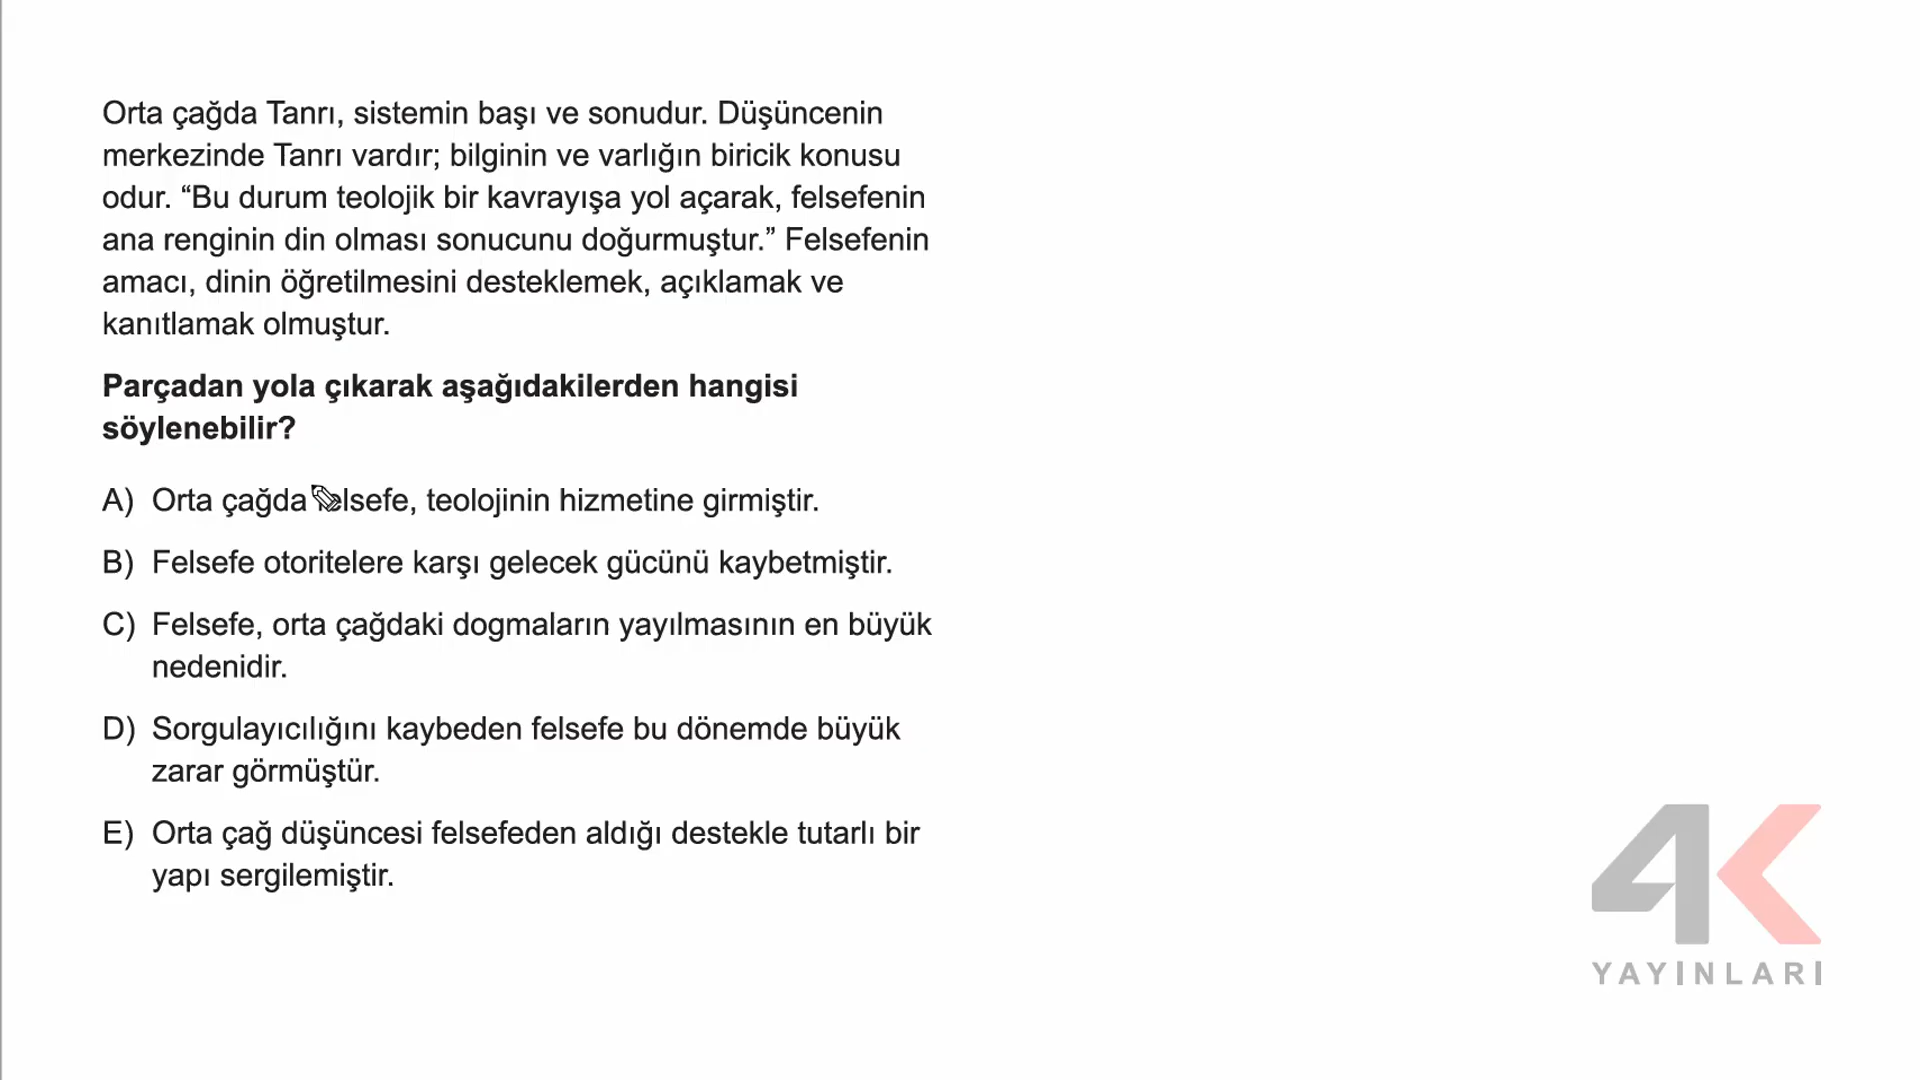 Orta çağda Tanrı, sistemin başı ve sonudur. Düşüncenin
merkezinde Tanrı vardır; bilginin ve varlığın biricik konusu
odur. “Bu durum teolojik bir kavrayışa yol açarak, felsefenin
ana renginin din olması sonucunu doğurmuştur.” Felsefenin
amacı, dinin öğretilmesini desteklemek, açıklamak ve
kanıtlamak olmuştur.
Parçadan yola çıkarak aşağıdakilerden hangisi
söylenebilir?
A) Orta çağda felsefe, teolojinin hizmetine girmiştir.
B) Felsefe otoritelere karşı gelecek gücünü kaybetmiştir.
C) Felsefe, orta çağdaki dogmaların yayılmasının en büyük
nedenidir.
D) Sorgulayıcılığını kaybeden felsefe bu dönemde büyük
zarar görmüştür.
E) Orta çağ düşüncesi felsefeden aldığı destekle tutarlı bir
yapı sergilemiştir.
4K
YAYINLARI